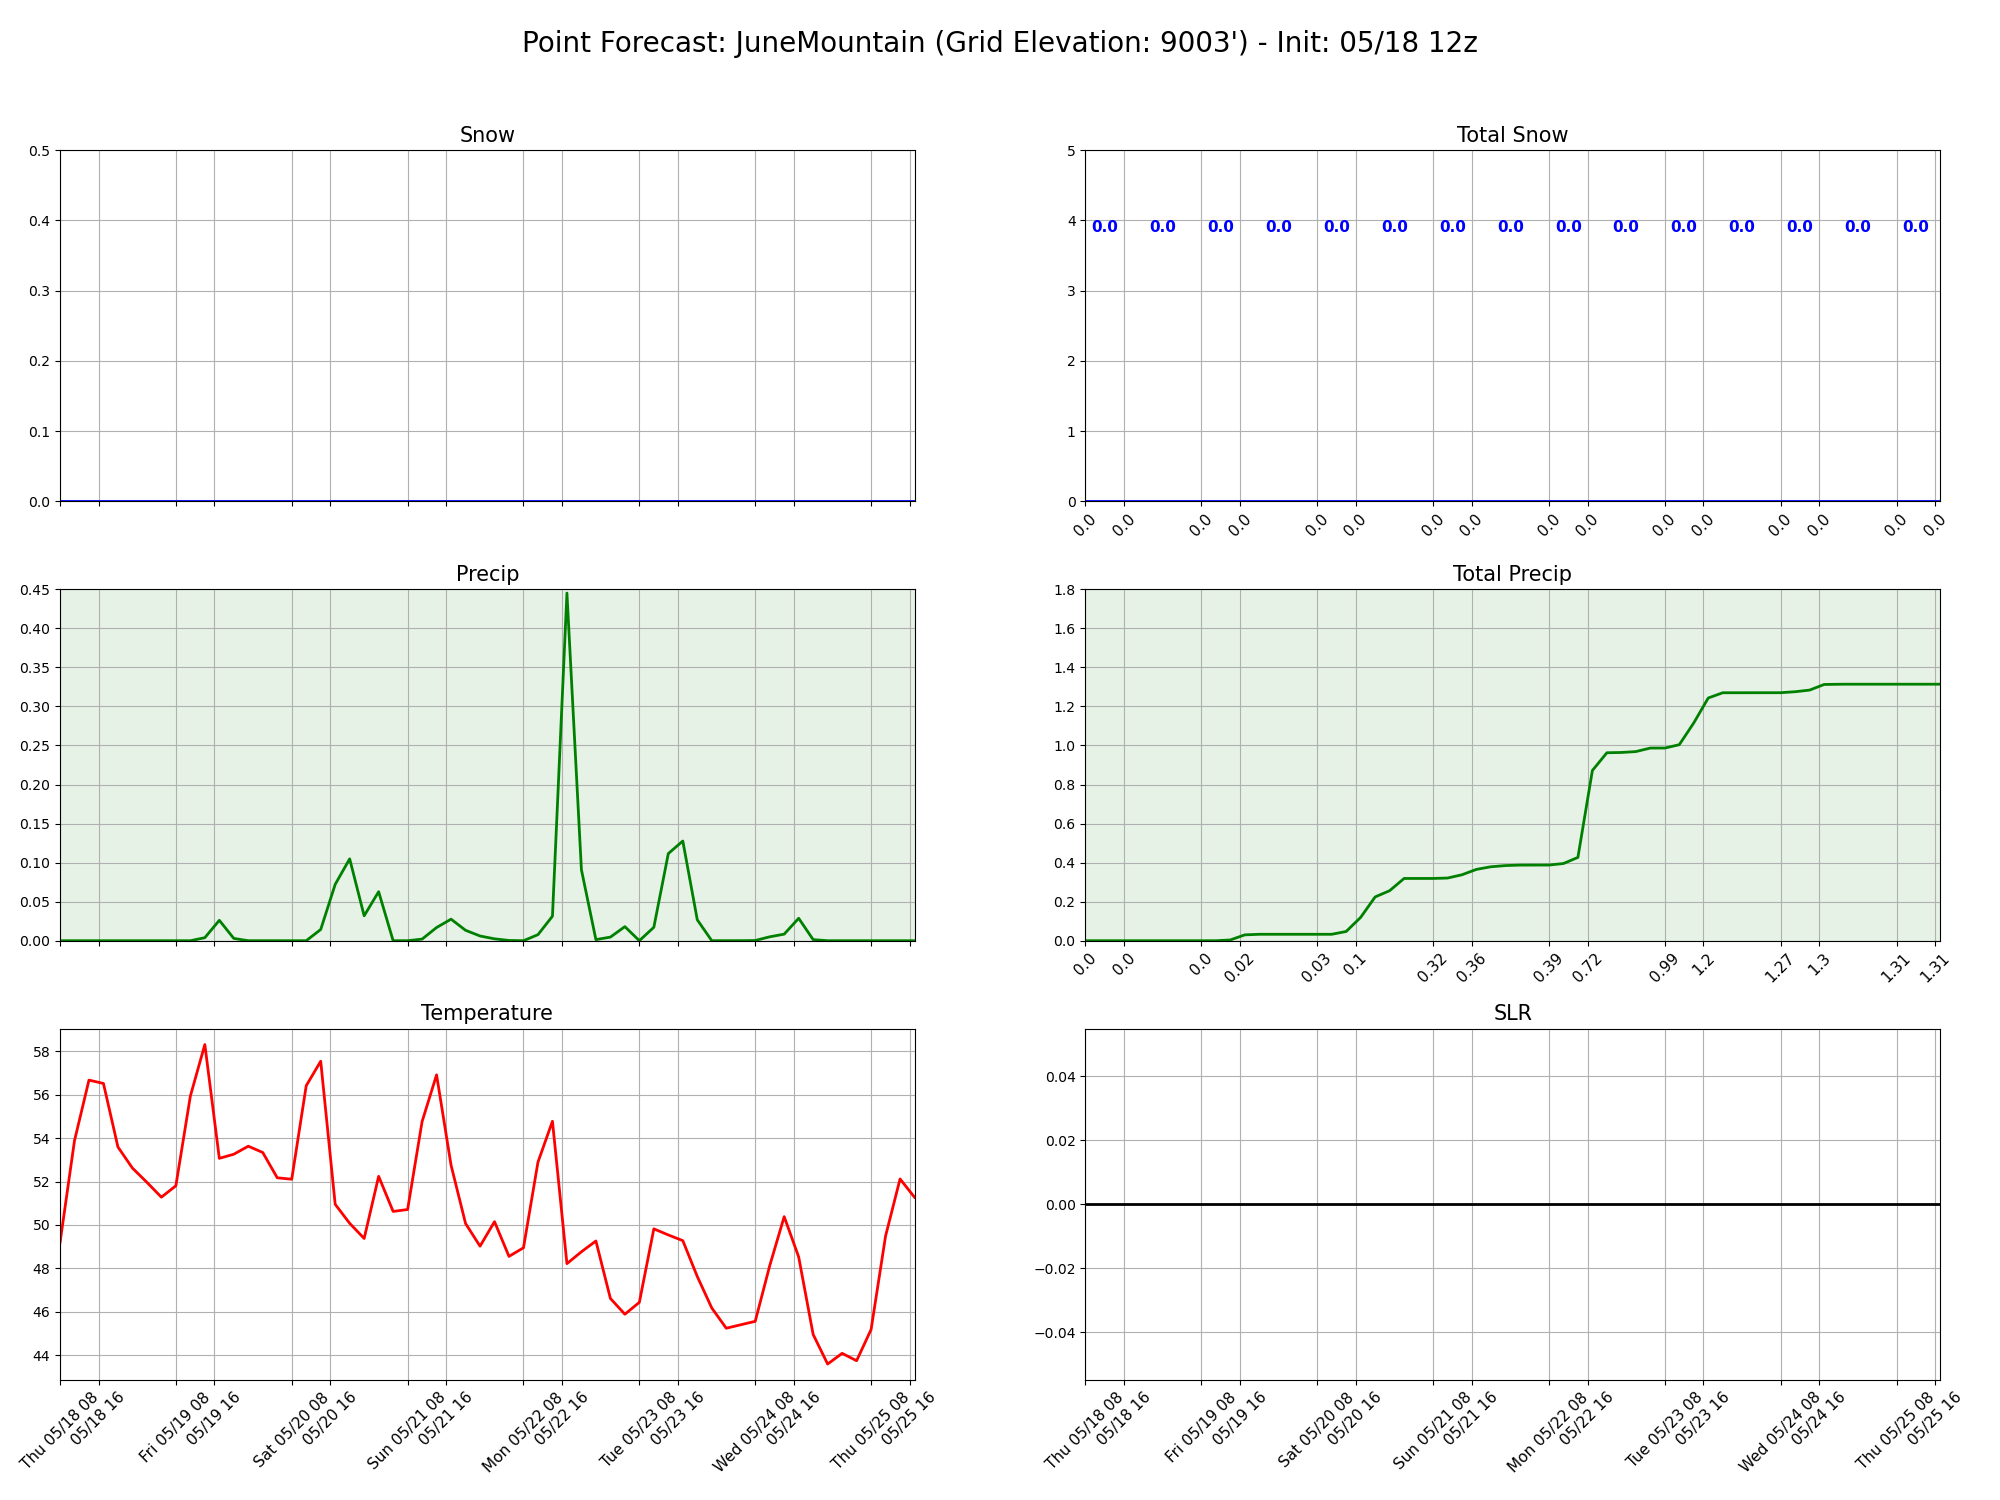 Point Forecast: JuneMountain (Grid Elevation: 9003') - Init: 05/18 12z
Snow
0.5
0.4
0.3
0.2
0.1
0.0
Total Snow
5
4
3
2
1
0
0.0 0.0 0.0 0.0 0.0 0.0 0.0 0.0 0.0 0.0 0.0 0.0 0.0 0.0 0.0
0.0 0.0 0.0 0.0 0.0 0.0 0.0 0.0 0.0 0.0 0.0 0.0 0.0 0.0 0.0 0.0
Precip
0.45
0.40
0.35
0.30
0.25
0.20
0.15
0.10
0.05
0.00
Total Precip
1.8
1.6
1.4
1.2
1.0
0.8
0.6
0.4
0.2
0.0
0.0 0.0 0.0 0.02 0.03 0.1 0.32 0.36 0.39 0.72 0.99 1.2 1.27 1.3 1.31 1.31
Temperature
58
56
54
52
50
48
46
44
Thu 05/18 08
05/18 16
Fri 05/19 08
05/19 16
Sat 05/20 08
05/20 16
Sun 05/21 08
05/21 16
Mon 05/22 08
05/22 16
Tue 05/23 08
05/23 16
Wed 05/24 08
05/24 16
Thu 05/25 08
05/25 16
SLR
0.04
0.02
0.00
−0.02
−0.04
Thu 05/18 08
05/18 16
Fri 05/19 08
05/19 16
Sat 05/20 08
05/20 16
Sun 05/21 08
05/21 16
Mon 05/22 08
05/22 16
Tue 05/23 08
05/23 16
Wed 05/24 08
05/24 16
Thu 05/25 08
05/25 16